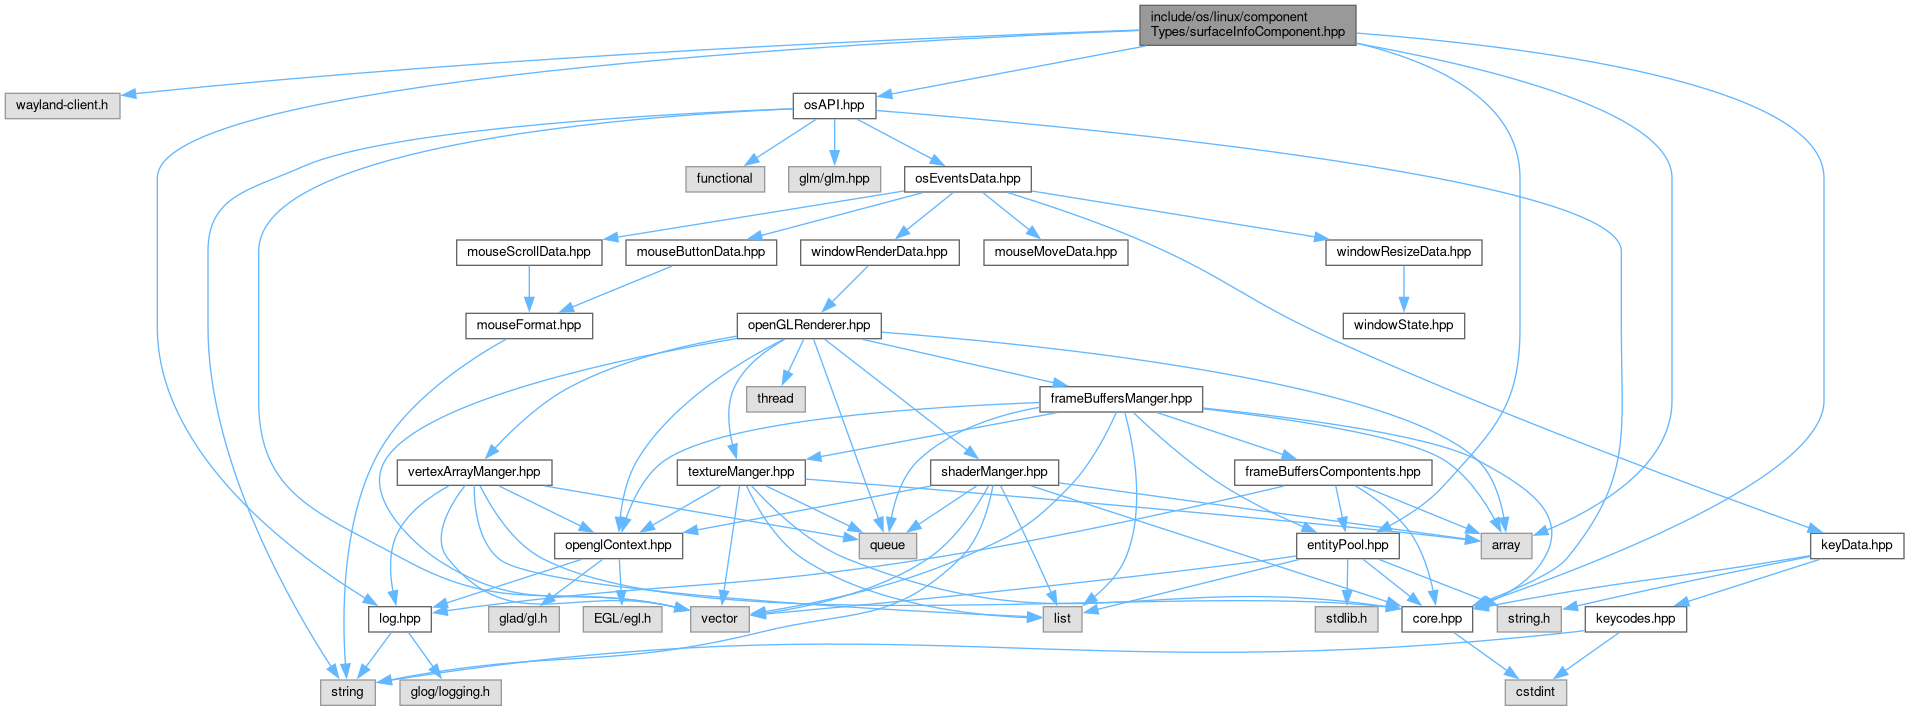 include/os/linux/component
Types/surfaceInfoComponent.hpp
wayland-client.h
osAPI.hpp
functional
glm/glm.hpp
osEventsData.hpp
mouseScrollData.hpp
mouseButtonData.hpp
windowRenderData.hpp
mouseMoveData.hpp
windowResizeData.hpp
mouseFormat.hpp
openGLRenderer.hpp
windowState.hpp
thread
frameBuffersManger.hpp
vertexArrayManger.hpp
textureManger.hpp
shaderManger.hpp
frameBuffersCompontents.hpp
openglContext.hpp
queue
entityPool.hpp
array
keyData.hpp
log.hpp
glad/gl.h
EGL/egl.h
vector
list
stdlib.h
core.hpp
string.h
keycodes.hpp
string
glog/logging.h
cstdint